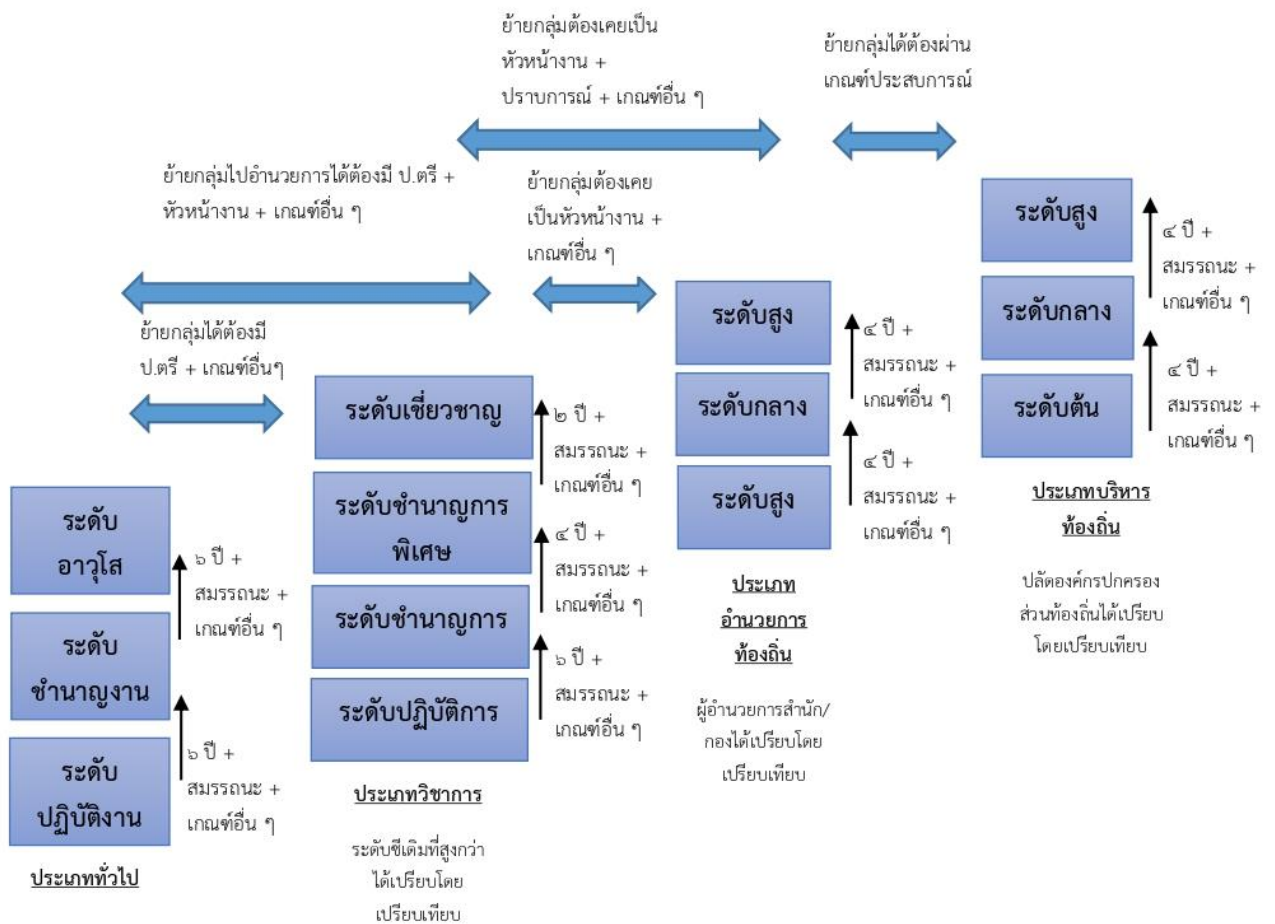 ย้ายกลุ่มต้องเคยเป็น
หัวหน้างาน +
ปราบการณ์ + เกณฑ์อื่น ๆ
ย้ายกลุ่มได้ต้องผ่าน
เกณฑ์ประสบการณ์
ย้ายกลุ่มไปอำนวยการได้ต้องมี ป.ตรี +
หัวหน้างาน + เกณฑ์อื่น ๆ
ย้ายกลุ่มต้องเคย
เป็นหัวหน้างาน +
เกณฑ์อื่น ๆ
ย้ายกลุ่มได้ต้องมี
ป.ตรี + เกณฑ์อื่นๆ
ระดับ
อาวุโส
ระดับ
ชำนาญงาน
ระดับ
ปฏิบัติงาน
๖ ปี +
สมรรถนะ +
เกณฑ์อื่น ๆ
๖ ปี +
สมรรถนะ +
เกณฑ์อื่น ๆ
ประเภททั่วไป
ระดับเชี่ยวชาญ
ระดับชำนาญการ
พิเศษ
ระดับชำนาญการ
ระดับปฏิบัติการ
๒ ปี +
สมรรถนะ +
เกณฑ์อื่น ๆ
๔ ปี +
สมรรถนะ +
เกณฑ์อื่น ๆ
๖ ปี +
สมรรถนะ +
เกณฑ์อื่น ๆ
ประเภทวิชาการ
ระดับซีเดิมที่สูงกว่า
ได้เปรียบโดย
เปรียบเทียบ
ระดับสูง
ระดับกลาง
ระดับสูง
๔ ปี +
สมรรถนะ +
เกณฑ์อื่น ๆ
๔ ปี +
สมรรถนะ +
เกณฑ์อื่น ๆ
ประเภท
อำนวยการ
ท้องถิ่น
ผู้อำนวยการสำนัก/
กองได้เปรียบโดย
เปรียบเทียบ
ระดับสูง
ระดับกลาง
ระดับต้น
๔ ปี +
สมรรถนะ +
เกณฑ์อื่น ๆ
๔ ปี +
สมรรถนะ +
เกณฑ์อื่น ๆ
ประเภทบริหาร
ท้องถิ่น
ปลัดองค์กรปกครอง
ส่วนท้องถิ่นได้เปรียบ
โดยเปรียบเทียบ